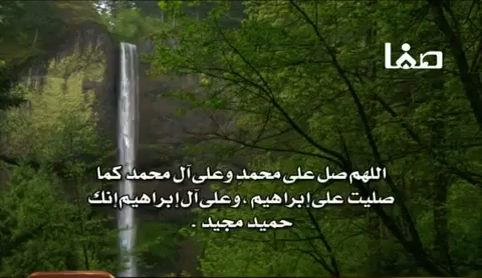 صفا
اللهم صل على محمدٍ وعلى آل محمد كما
صليت على إبراهيم ، وعلى آل إبراهيم إنك
حميد مجيد .